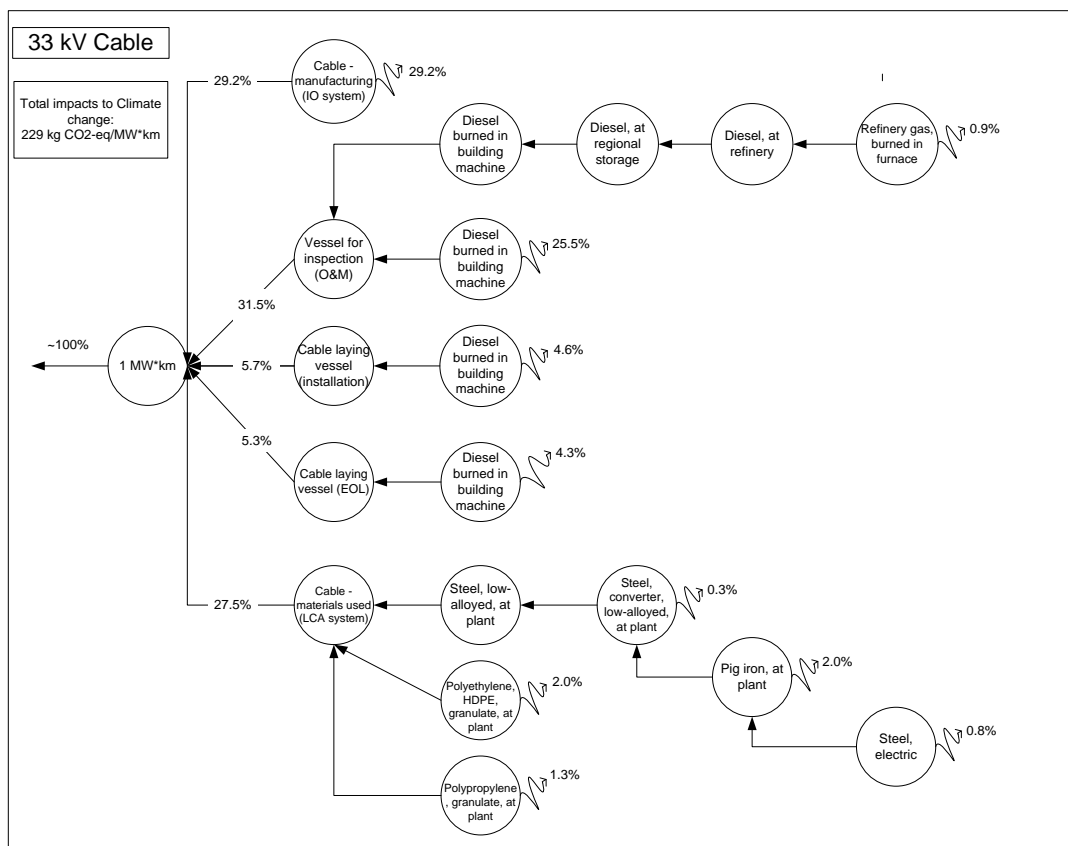 33 kV Cable
Total impacts to Climate
change:
229 kg CO2-eq/MW*km
29.2%
Cable -
manufacturing
(IO system)
29.2%
Diesel
burned in
building
machine
Diesel, at
regional
storage
Diesel, at
refinery
Refinery gas,
burned in
furnace
0.9%
Vessel for
inspection
(O&M)
Diesel
burned in
building
machine
25.5%
31.5%
~100%
1 MW*km
5.7%
Cable laying
vessel
(installation)
Diesel
burned in
building
machine
4.6%
5.3%
Cable laying
vessel (EOL)
Diesel
burned in
building
machine
4.3%
27.5%
Cable -
materials used
(LCA system)
Steel, low-
alloyed, at
plant
Steel,
converter,
low-alloyed,
at plant
0.3%
Polyethylene,
HDPE,
granulate, at
plant
2.0%
Pig iron, at
plant
2.0%
Steel,
electric
0.8%
Polypropylene
, granulate, at
plant
1.3%